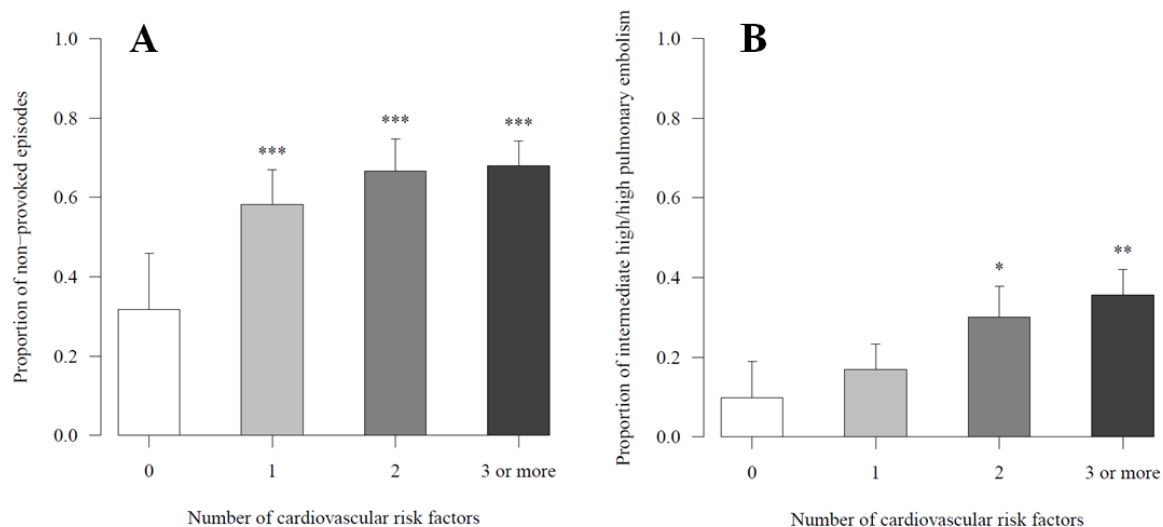 A
Proportion of non−provoked episodes
1.0
0.8
0.6
0.4
0.2
0.0
***
***
***
0
1
2
3 or more
Number of cardiovascular risk factors
B
Proportion of intermediate high/high pulmonary embolism
1.0
0.8
0.6
0.4
0.2
0.0
*
**
0
1
2
3 or more
Number of cardiovascular risk factors